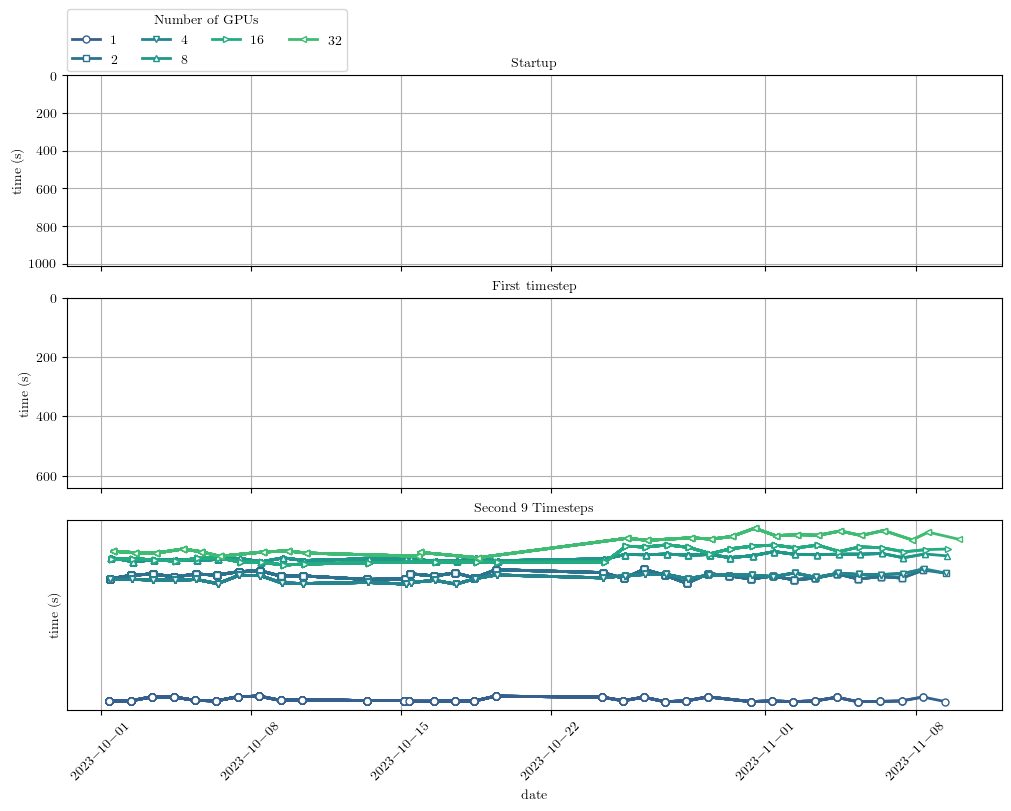 Number of GPUs
1 4 16 32
2 8
Startup
0
200
400
600
800
1000
time (s)
First timestep
0
200
400
600
time (s)
Second 9 Timesteps
time (s)
2023−10−01 2023−10−08 2023−10−15 2023−10−22 2023−11−01 2023−11−08
date